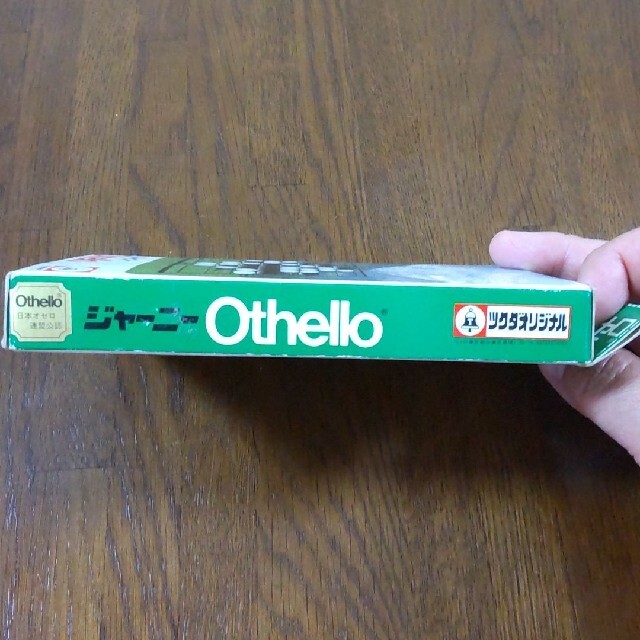 Othello
日本オセロ
連盟公認
ジャーニー Othello®
ツクダオリジナル